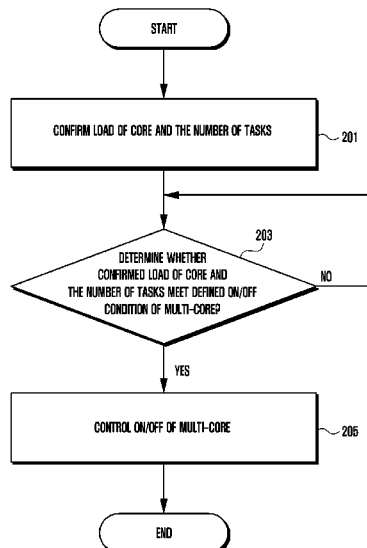 START
CONFIRM LOAD OF CORE AND THE NUMBER OF TASKS
201
203
DETERMINE WHETHER
CONFIRMED LOAD OF CORE AND
THE NUMBER OF TASKS MEET DEFINED ON/OFF
CONDITION OF MULTI-CORE?
NO
YES
CONTROL ON/OFF OF MULTI-CORE
205
END